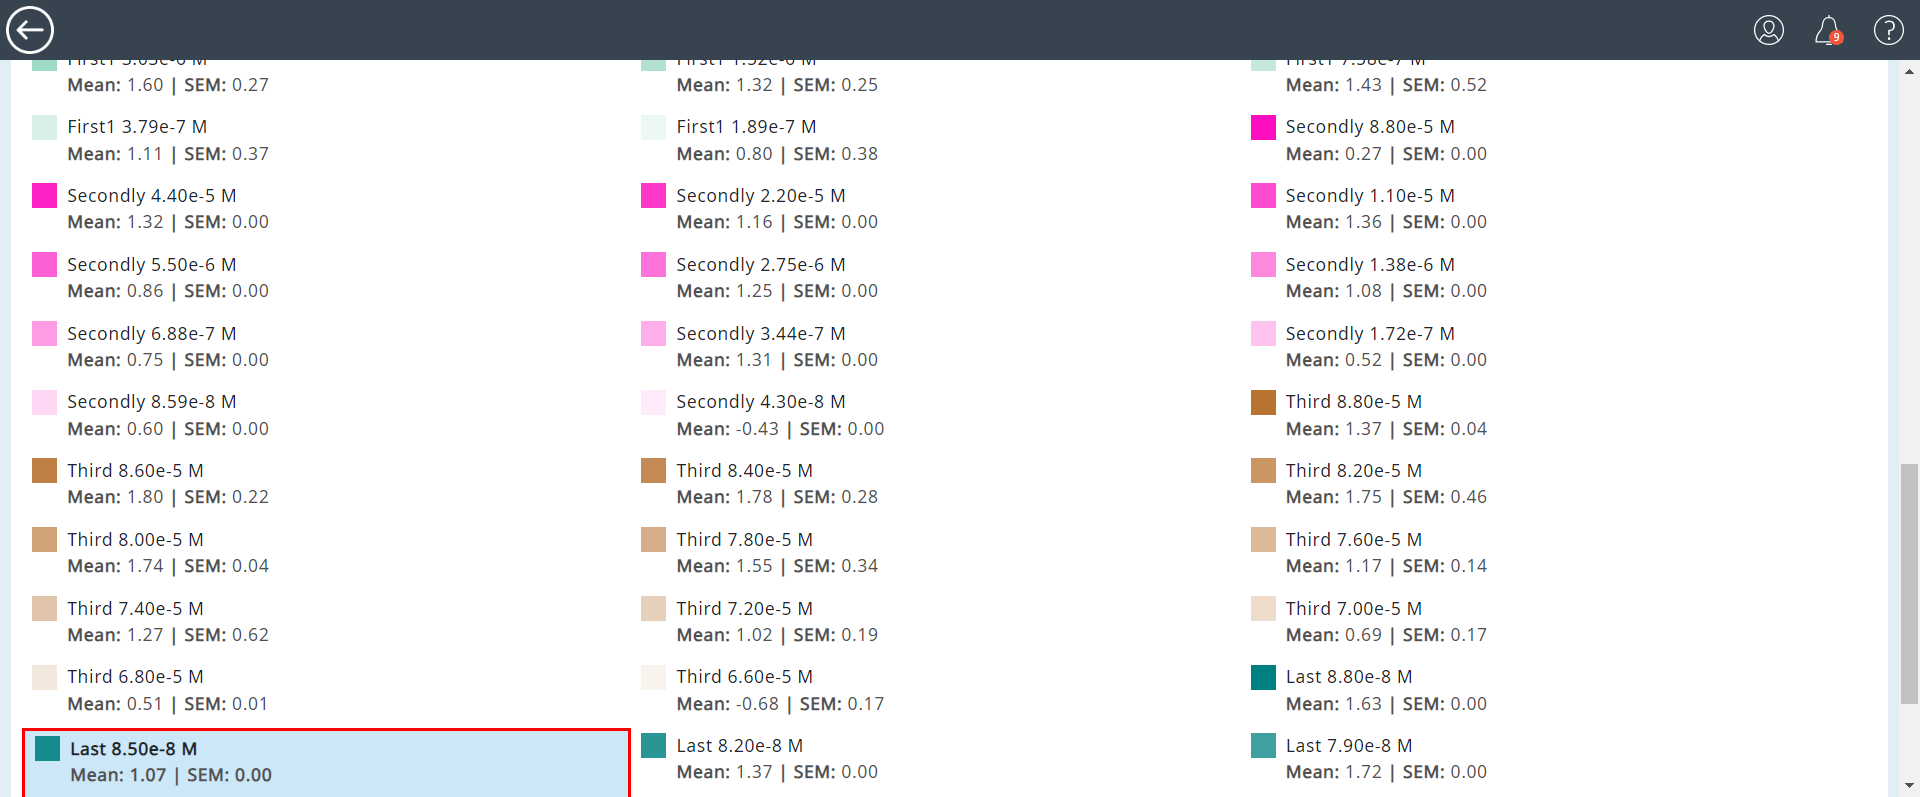 9
First1 3.03e-6 M
First1 1.52e-6 M
First1 7.58e-7 M
Mean: 1.60 | SEM: 0.27
Mean: 1.32 | SEM: 0.25
Mean: 1.43 | SEM: 0.52
First1 3.79e-7 M
First1 1.89e-7 M
Secondly 8.80e-5 M
Mean: 1.11 | SEM: 0.37
Mean: 0.80 | SEM: 0.38
Mean: 0.27 | SEM: 0.00
Secondly 4.40e-5 M
Secondly 2.20e-5 M
Secondly 1.10e-5 M
Mean: 1.32 | SEM: 0.00
Mean: 1.16 | SEM: 0.00
Mean: 1.36 | SEM: 0.00
Secondly 5.50e-6 M
Secondly 2.75e-6 M
Secondly 1.38e-6 M
Mean: 0.86 | SEM: 0.00
Mean: 1.25 | SEM: 0.00
Mean: 1.08 | SEM: 0.00
Secondly 6.88e-7 M
Secondly 3.44e-7 M
Secondly 1.72e-7 M
Mean: 0.75 | SEM: 0.00
Mean: 1.31 | SEM: 0.00
Mean: 0.52 | SEM: 0.00
Secondly 8.59e-8 M
Secondly 4.30e-8 M
Third 8.80e-5 M
Mean: 0.60 | SEM: 0.00
Mean: -0.43 | SEM: 0.00
Mean: 1.37 | SEM: 0.04
Third 8.60e-5 M
Third 8.40e-5 M
Third 8.20e-5 M
Mean: 1.80 | SEM: 0.22
Mean: 1.78 | SEM: 0.28
Mean: 1.75 | SEM: 0.46
Third 8.00e-5 M
Third 7.80e-5 M
Third 7.60e-5 M
Mean: 1.74 | SEM: 0.04
Mean: 1.55 | SEM: 0.34
Mean: 1.17 | SEM: 0.14
Third 7.40e-5 M
Third 7.20e-5 M
Third 7.00e-5 M
Mean: 1.27 | SEM: 0.62
Mean: 1.02 | SEM: 0.19
Mean: 0.69 | SEM: 0.17
Third 6.80e-5 M
Third 6.60e-5 M
Last 8.80e-8 M
Mean: 0.51 | SEM: 0.01
Mean: -0.68 | SEM: 0.17
Mean: 1.63 | SEM: 0.00
Last 8.50e-8 M
Last 8.20e-8 M
Last 7.90e-8 M
Mean: 1.07 | SEM: 0.00
Mean: 1.37 | SEM: 0.00
Mean: 1.72 | SEM: 0.00